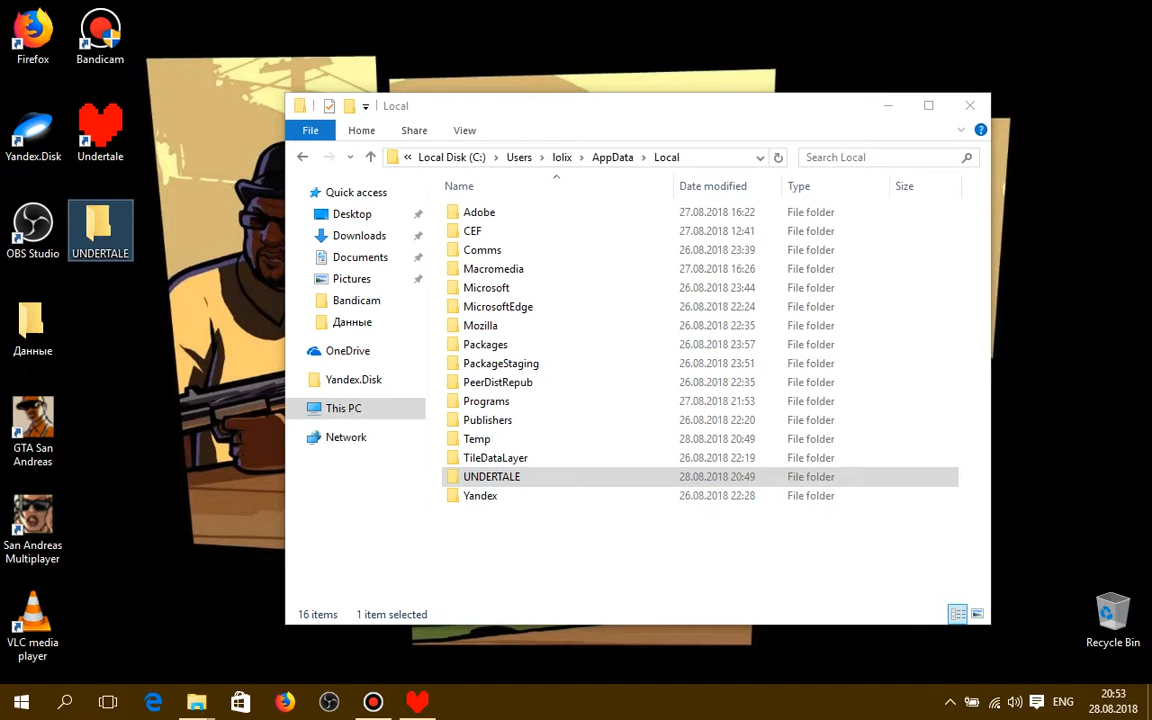 Firefox
Bandicam
Yandex.Disk
Undertale
OBS Studio
UNDERTALE
Данные
GTA San
Andreas
San Andreas
Multiplayer
VLC media
player
Local
File
Home
Share
View
« Local Disk (C:) > Users > lolix > AppData > Local
Search Local
Quick access
Desktop
Downloads
Documents
Pictures
Bandicam
Данные
OneDrive
Yandex.Disk
This PC
Network
Name Date modified Type Size
Adobe 27.08.2018 16:22 File folder
CEF 27.08.2018 12:41 File folder
Comms 26.08.2018 23:39 File folder
Macromedia 27.08.2018 16:26 File folder
Microsoft 26.08.2018 23:44 File folder
MicrosoftEdge 26.08.2018 22:24 File folder
Mozilla 26.08.2018 22:35 File folder
Packages 26.08.2018 23:57 File folder
PackageStaging 26.08.2018 22:39 File folder
PeerDistRepub 26.08.2018 22:35 File folder
Programs 27.08.2018 21:53 File folder
Publishers 26.08.2018 22:20 File folder
Temp 28.08.2018 20:49 File folder
TileDataLayer 26.08.2018 22:19 File folder
UNDERTALE 28.08.2018 20:49 File folder
Yandex 26.08.2018 22:28 File folder
16 items 1 item selected
Recycle Bin
ENG
20:53
28.08.2018